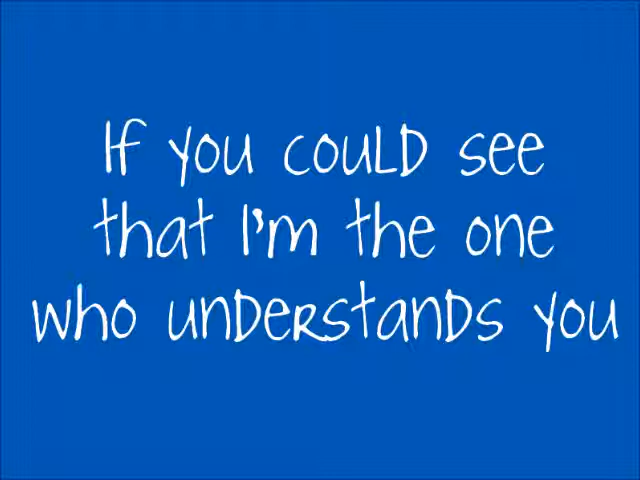 If you could see
that I'm the one
who understands you